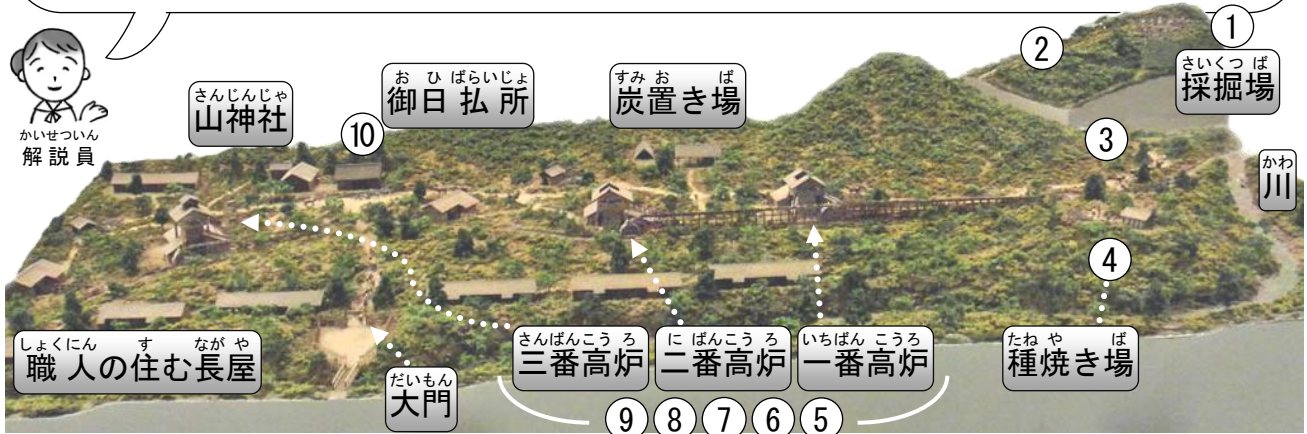 ①
②
さいくつ ば
採掘場
さんじんじゃ
山神社
お ひ ばらいじょ
御日払所
すみ お ば
炭置き場
⑩
③
かいせついん
解説員
かわ
川
④
しょくにん す ながや
職人の住む長屋
だいもん
大門
さんばんこうろ
三番高炉
にばんこうろ
二番高炉
いちばんこうろ
一番高炉
たねや ば
種焼き場
⑨⑧⑦⑥⑤